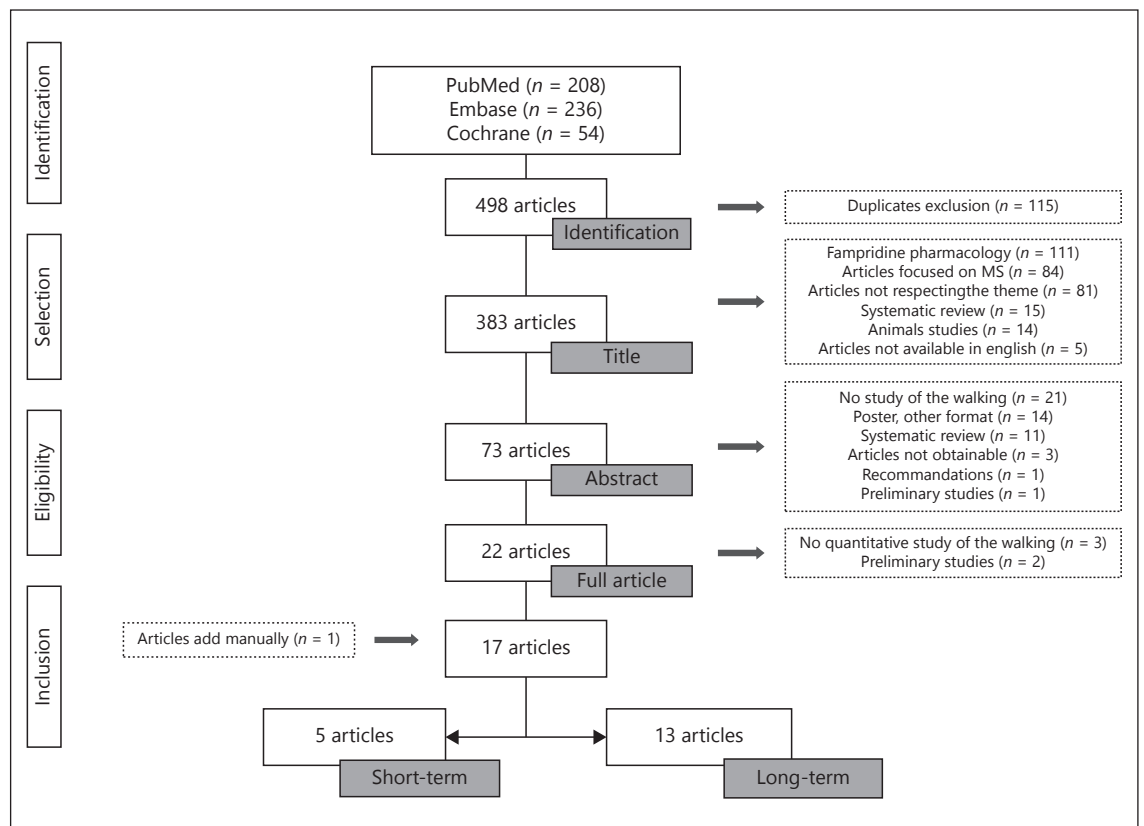 Identification
PubMed (n = 208)
Embase (n = 236)
Cochrane (n = 54)
498 articles
Identification
Duplicates exclusion (n = 115)
Selection
383 articles
Title
Fampridine pharmacology (n = 111)
Articles focused on MS (n = 84)
Articles not respectingthe theme (n = 81)
Systematic review (n = 15)
Animals studies (n = 14)
Articles not available in english (n = 5)
Eligibility
73 articles
Abstract
No study of the walking (n = 21)
Poster, other format (n = 14)
Systematic review (n = 11)
Articles not obtainable (n = 3)
Recommandations (n = 1)
Preliminary studies (n = 1)
22 articles
Full article
No quantitative study of the walking (n = 3)
Preliminary studies (n = 2)
Inclusion
Articles add manually (n = 1)
17 articles
5 articles
Short-term
13 articles
Long-term